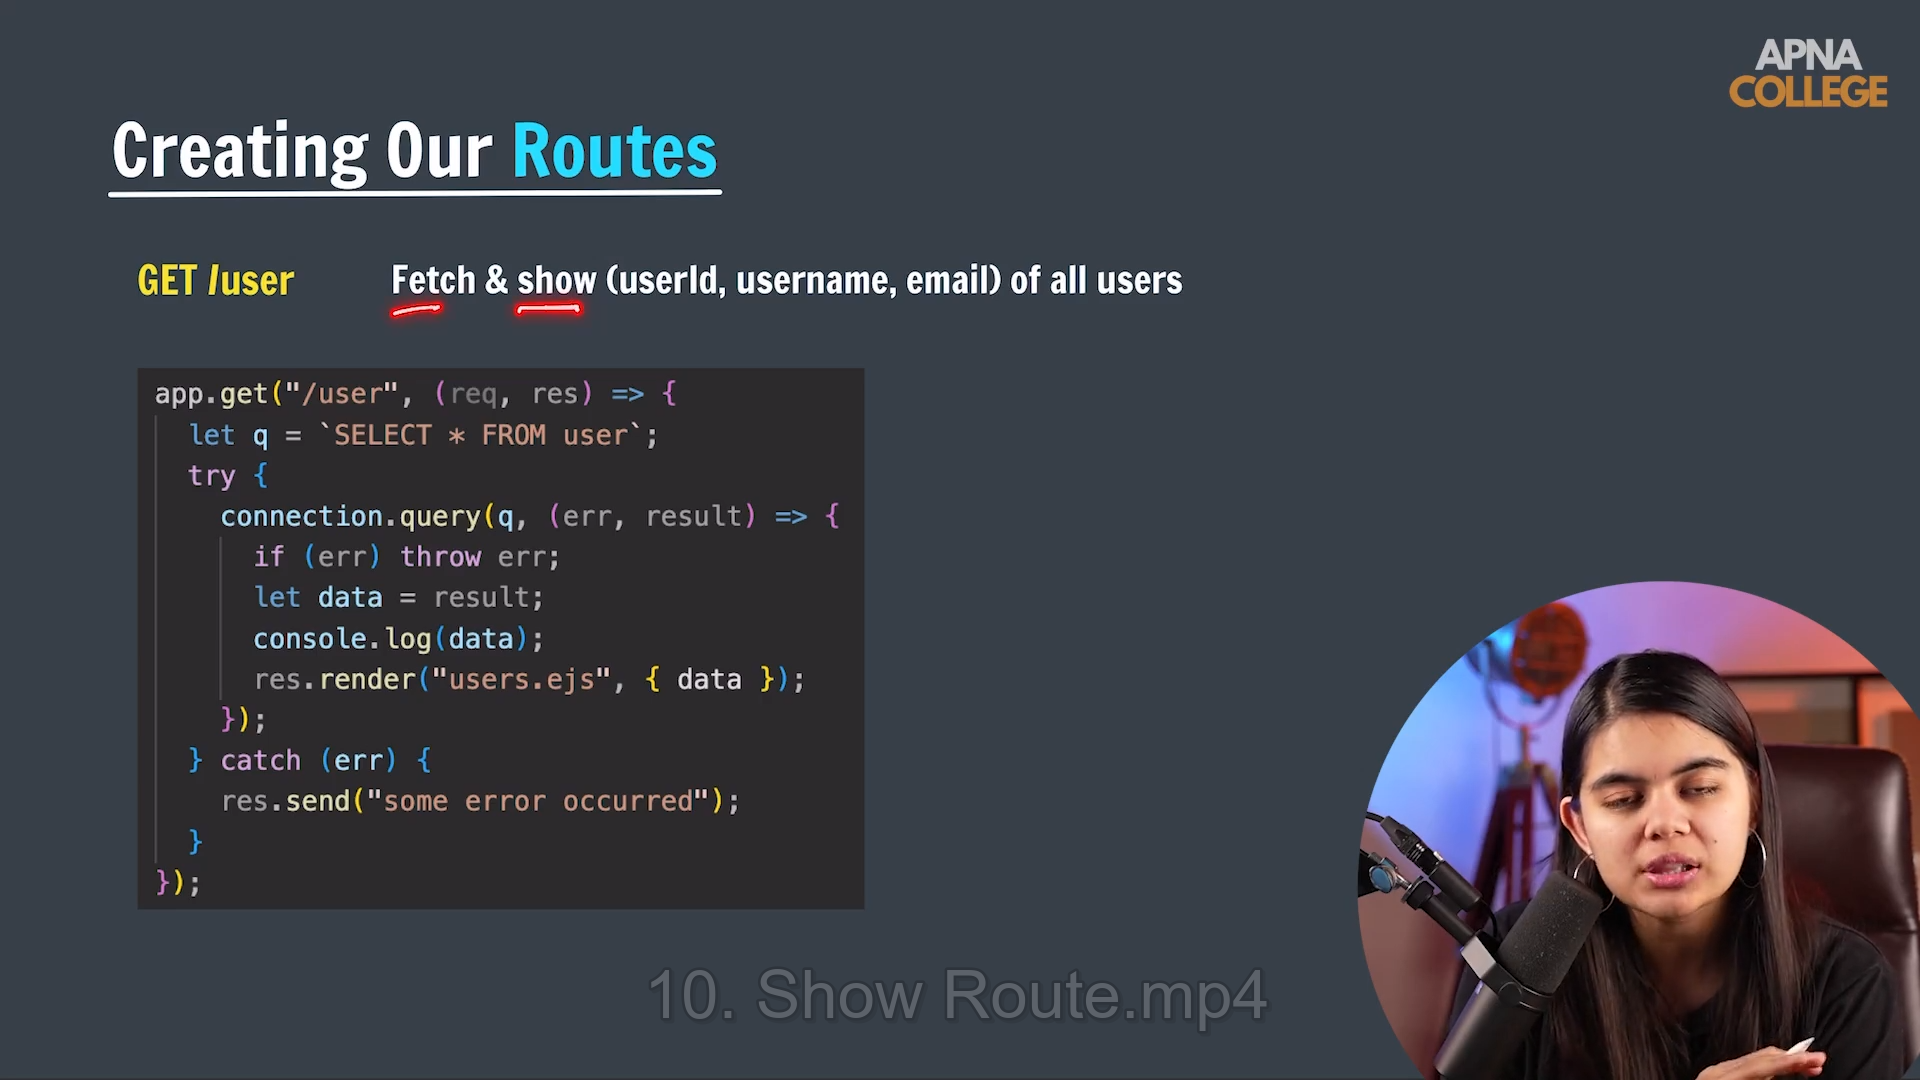 APNA
COLLEGE
Creating Our Routes
GET /user Fetch & show (userId, username, email) of all users
app.get("/user", (req, res) => {
let q = `SELECT * FROM user`;
try {
connection.query(q, (err, result) => {
if (err) throw err;
let data = result;
console.log(data);
res.render("users.ejs", { data });
});
} catch (err) {
res.send("some error occurred");
}
});
10. Show Route.mp4